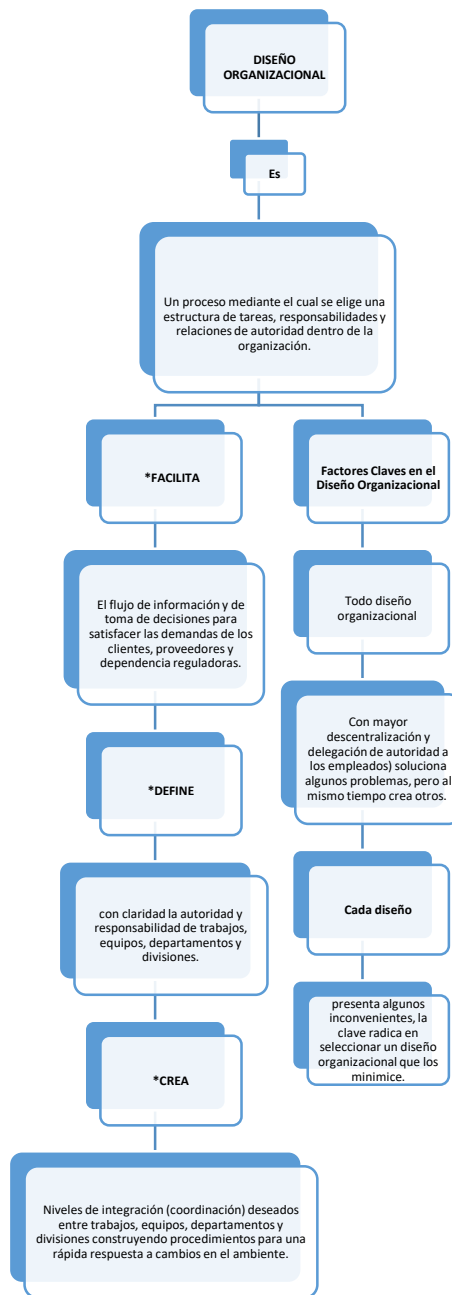 DISEÑO
ORGANIZACIONAL
Es
Un proceso mediante el cual se elige una
estructura de tareas, responsabilidades y
relaciones de autoridad dentro de la
organización.
*FACILITA
El flujo de información y de
toma de decisiones para
satisfacer las demandas de los
clientes, proveedores y
dependencia reguladoras.
*DEFINE
con claridad la autoridad y
responsabilidad de trabajos,
equipos, departamentos y
divisiones.
*CREA
Niveles de integración (coordinación) deseados
entre trabajos, equipos, departamentos y
divisiones construyendo procedimientos para una
rápida respuesta a cambios en el ambiente.
Factores Claves en el
Diseño Organizacional
Todo diseño
organizacional
Con mayor
descentralización y
delegación de autoridad a
los empleados) soluciona
algunos problemas, pero al
mismo tiempo crea otros.
Cada diseño
presenta algunos
inconvenientes, la
clave radica en
seleccionar un diseño
organizacional que los
minimice.